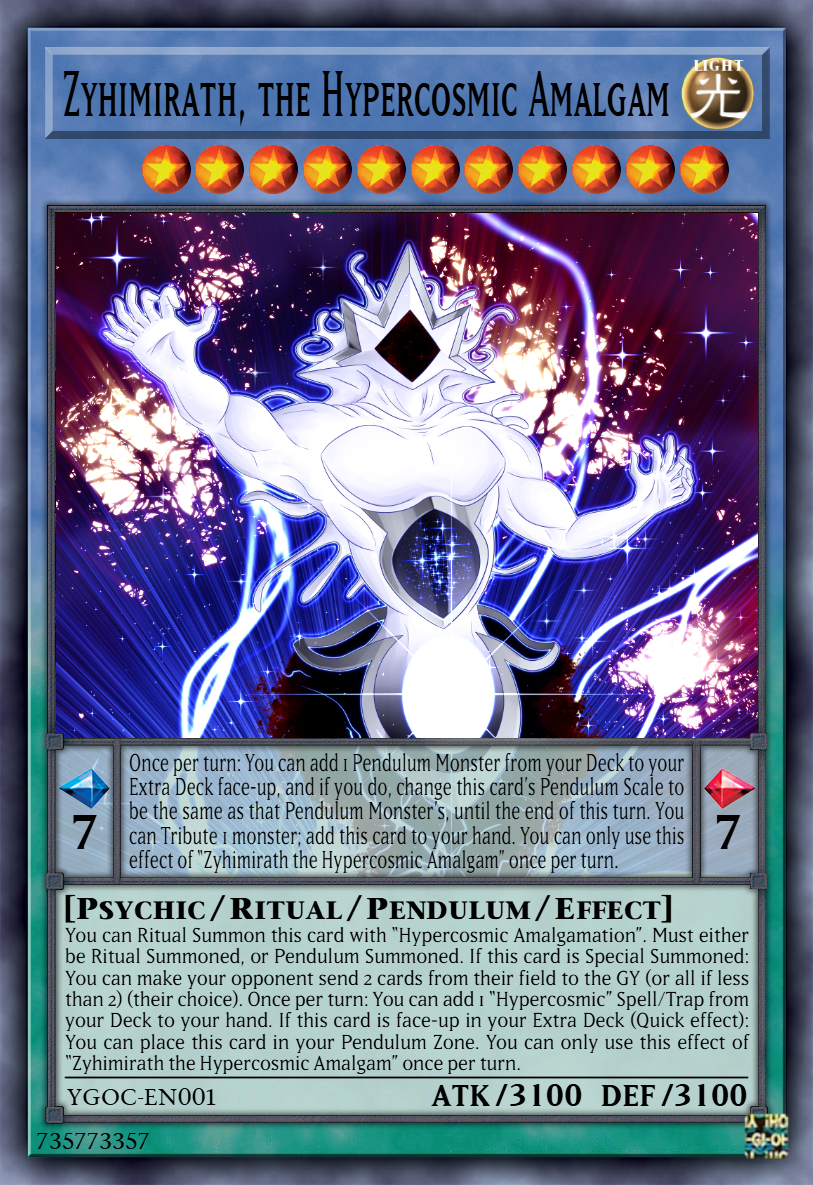 Zyhimirath, the Hypercosmic Amalgam
LIGHT
光
Once per turn: You can add 1 Pendulum Monster from your Deck to your
Extra Deck face-up, and if you do, change this card's Pendulum Scale to
be the same as that Pendulum Monster's, until the end of this turn. You
can Tribute 1 monster; add this card to your hand. You can only use this
effect of "Zyhimirath the Hypercosmic Amalgam" once per turn.
7
7
[Psychic/Ritual/Pendulum/Effect]
You can Ritual Summon this card with "Hypercosmic Amalgamation". Must either
be Ritual Summoned, or Pendulum Summoned. If this card is Special Summoned:
You can make your opponent send 2 cards from their field to the GY (or all if less
than 2) (their choice). Once per turn: You can add 1 "Hypercosmic" Spell/Trap from
your Deck to your hand. If this card is face-up in your Extra Deck (Quick effect):
You can place this card in your Pendulum Zone. You can only use this effect of
"Zyhimirath the Hypercosmic Amalgam" once per turn.
YGOC-EN001
ATK/3100 DEF/3100
735773357